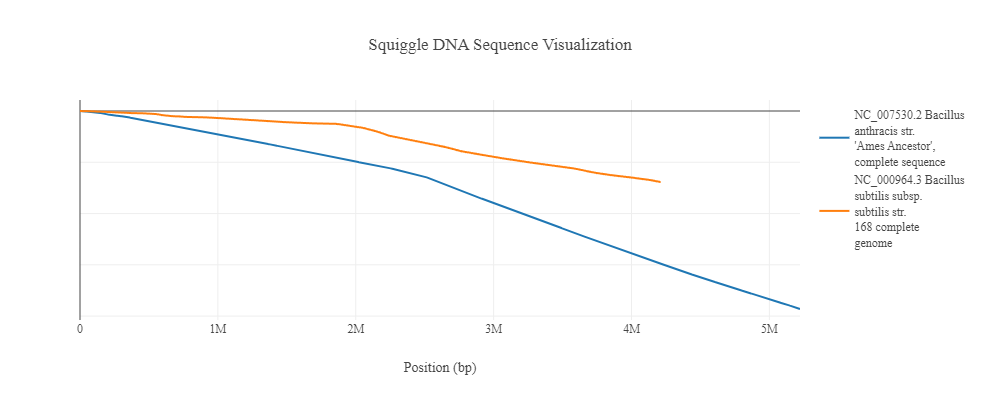 Squiggle DNA Sequence Visualization
NC_007530.2 Bacillus
anthracis str.
'Ames Ancestor',
complete sequence
NC_000964.3 Bacillus
subtilis subsp.
subtilis str.
168 complete
genome
0
1M
2M
3M
4M
5M
Position (bp)